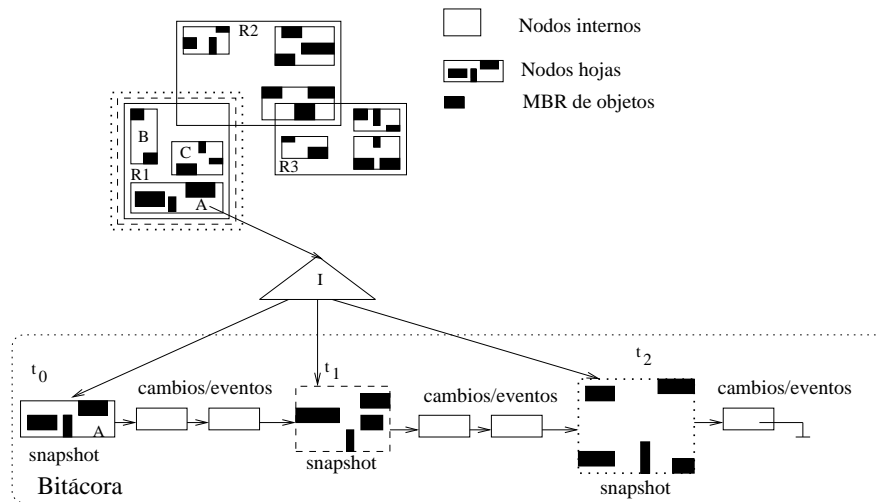 Nodos internos
Nodos hojas
MBR de objetos
R2
B
C
R1
A
R3
I
t0
t1
t2
cambios/eventos
cambios/eventos
cambios/eventos
A
snapshot
snapshot
snapshot
Bitácora